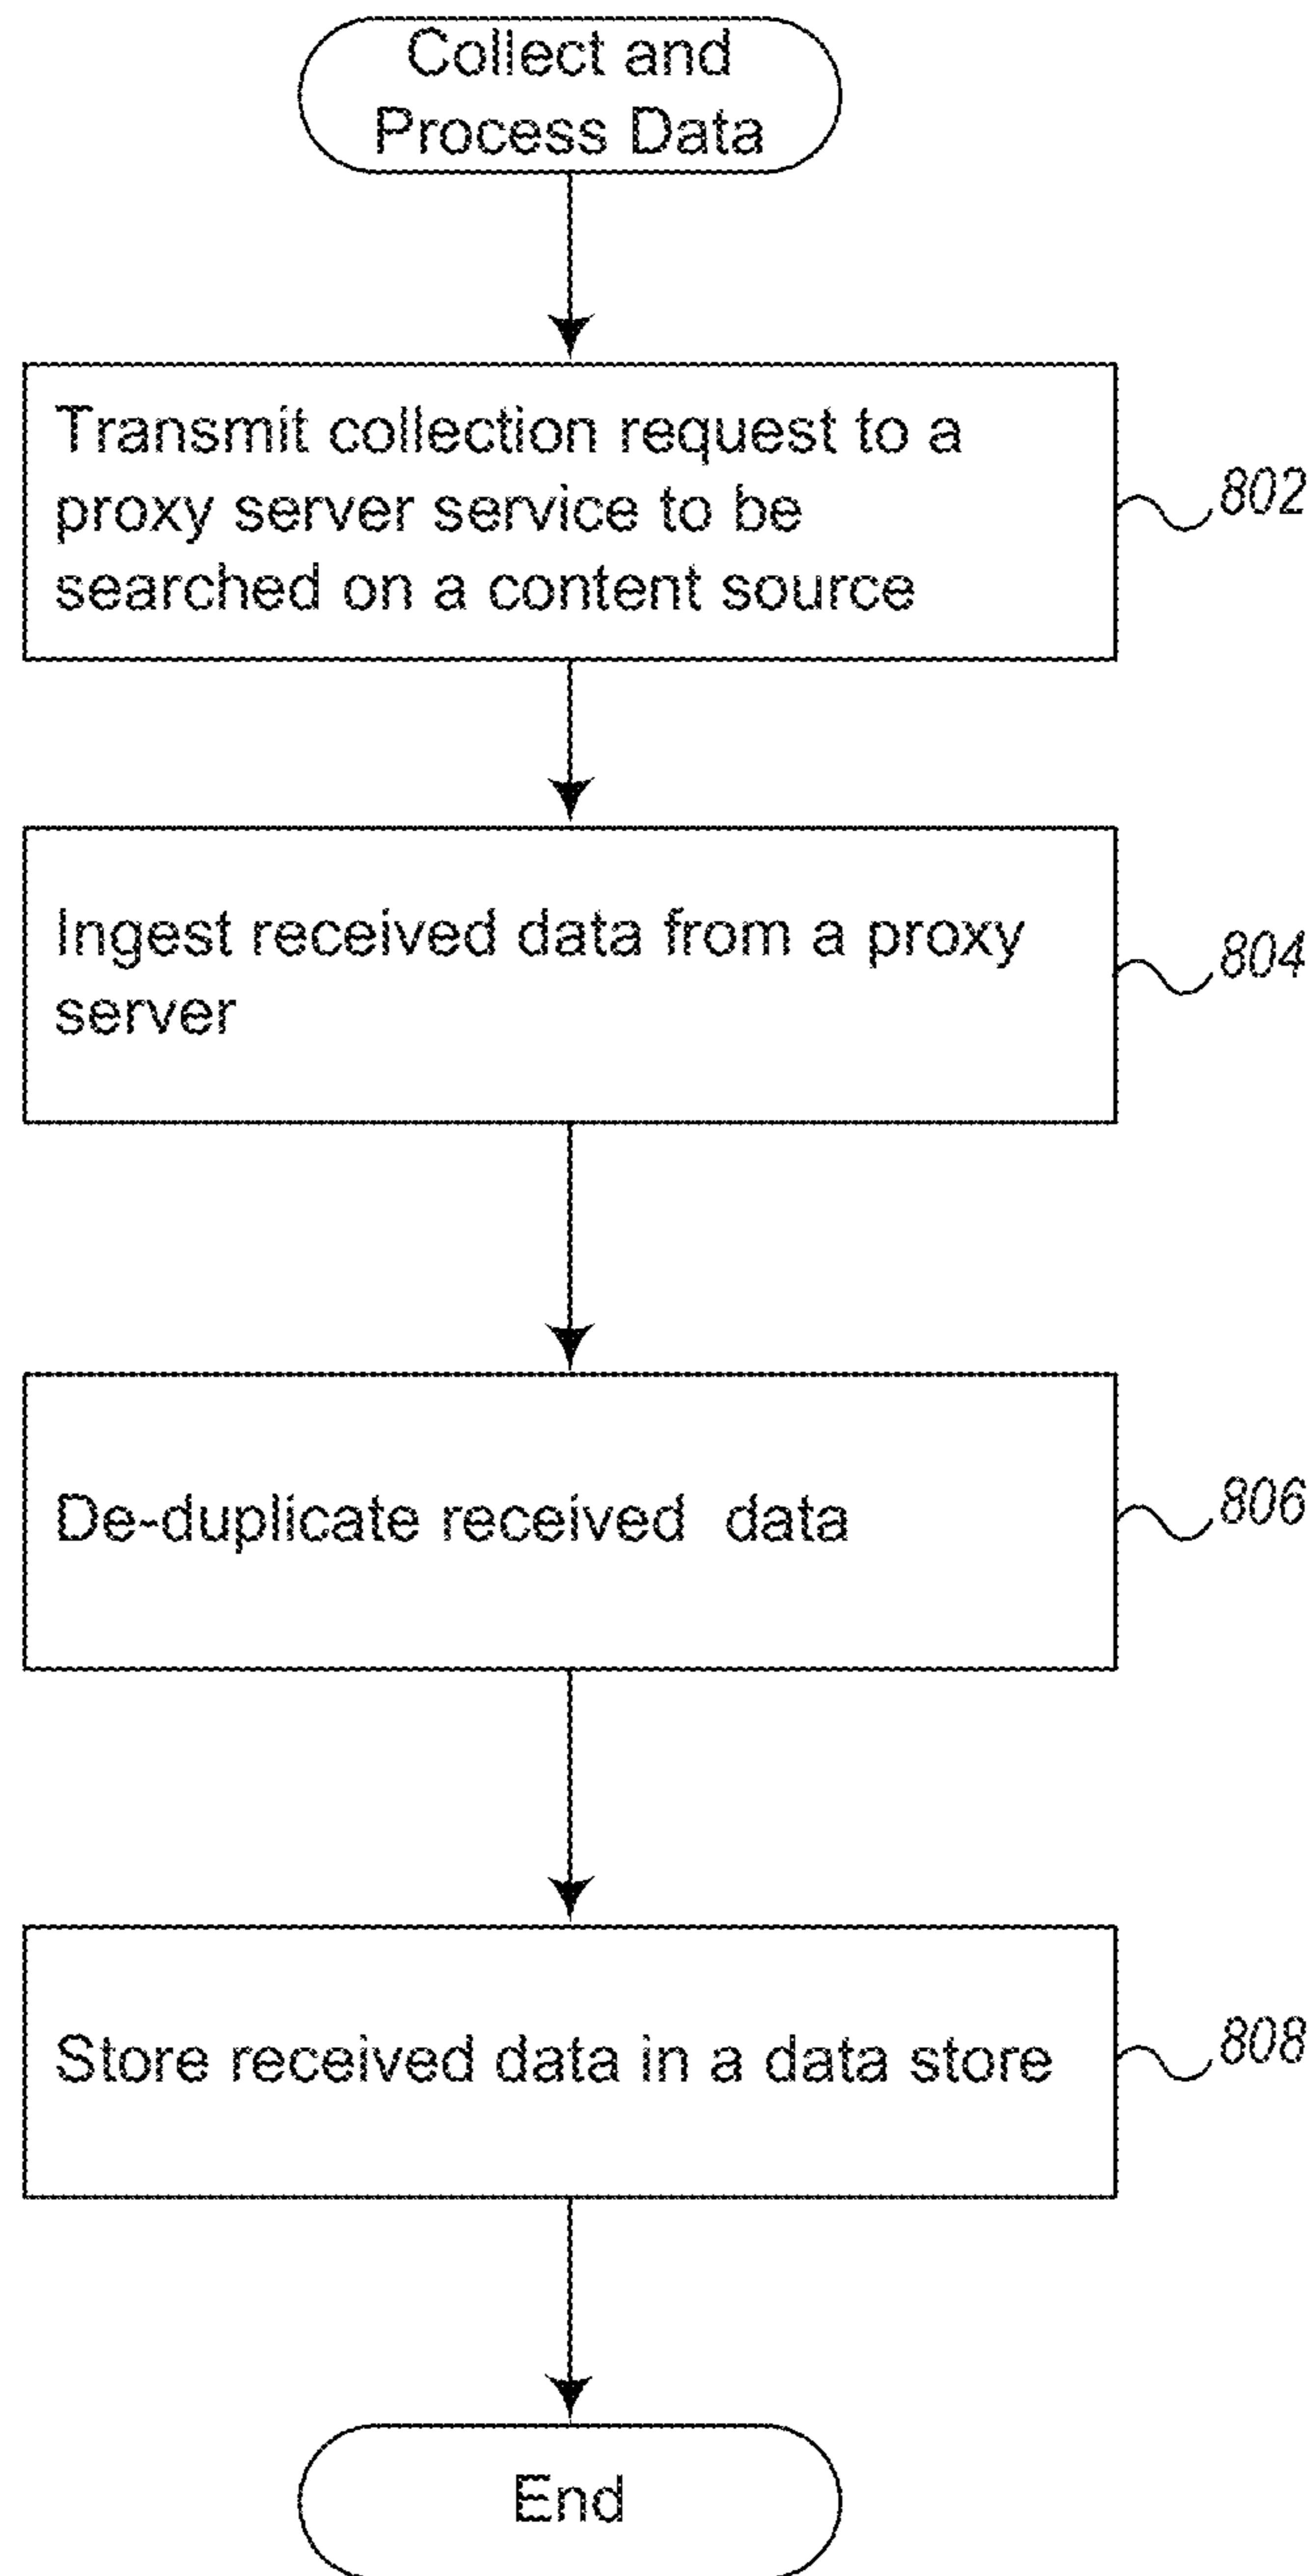 Collect and
Process Data
Transmit collection request to a
proxy server service to be
searched on a content source
802
Ingest received data from a proxy
server
804
De-duplicate received data
806
Store received data in a data store
808
End